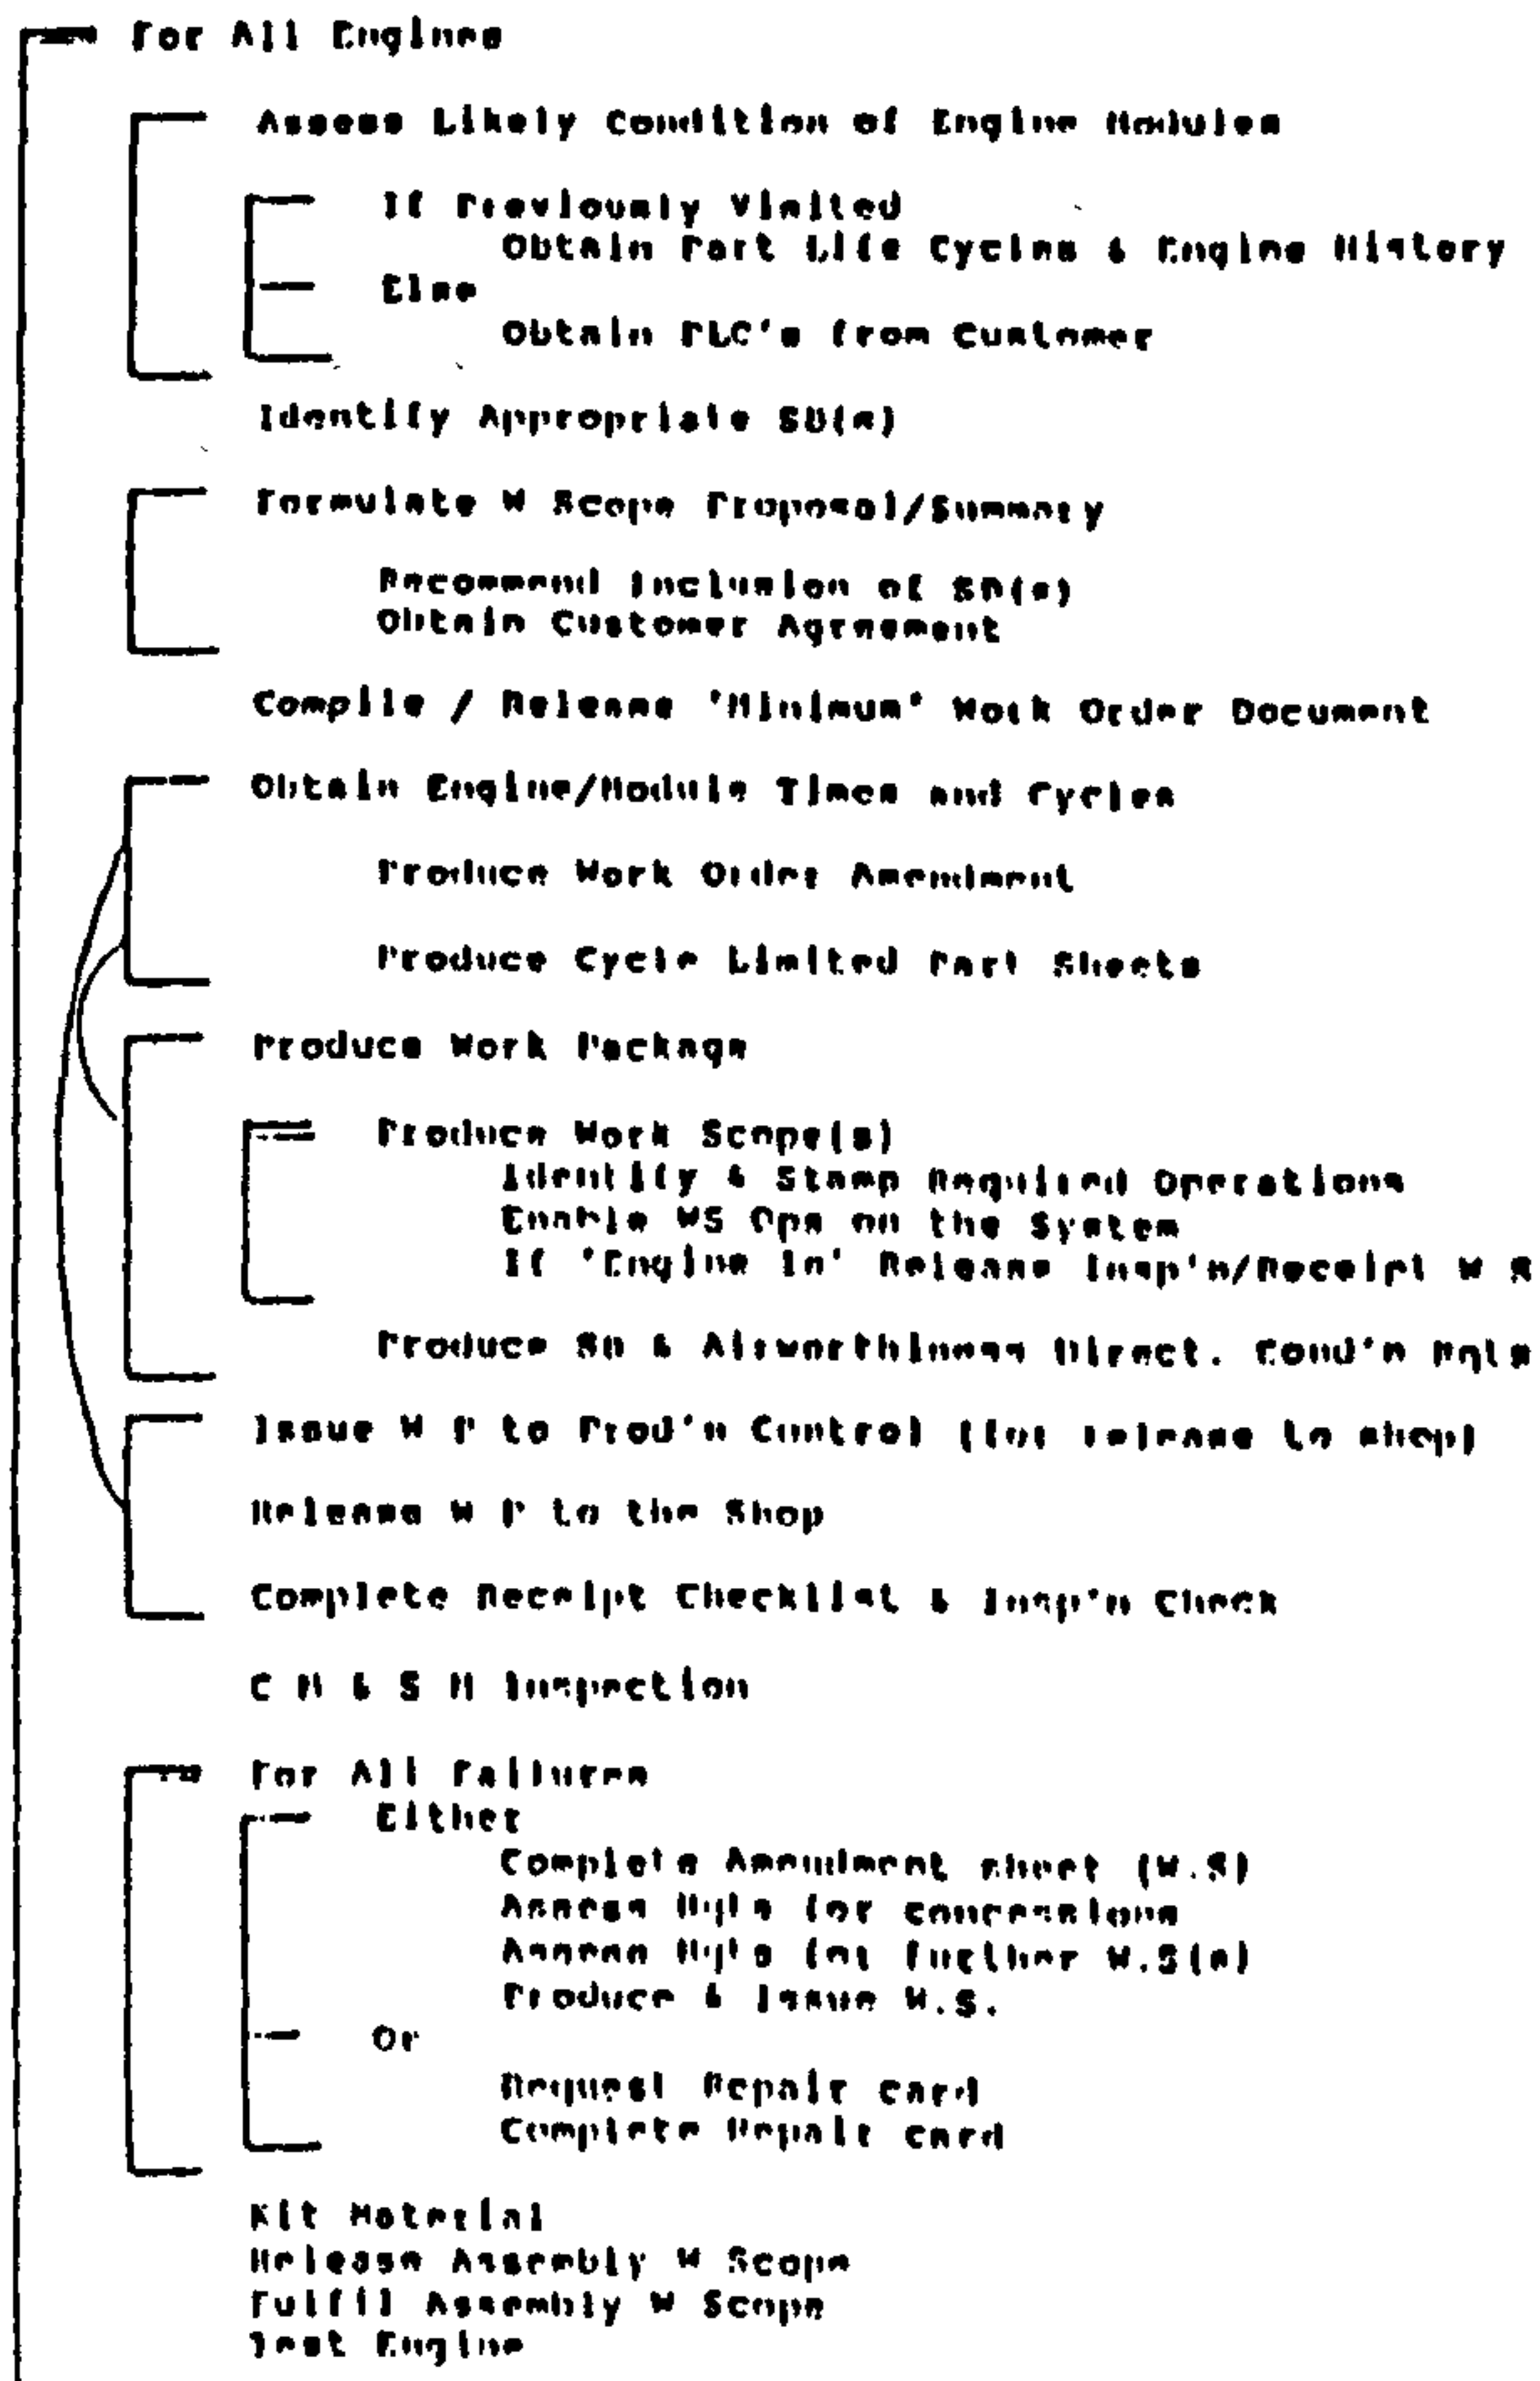 For All Engines
Assess Likely Condition of Engine Modules
If Previously Visited
Obtain Part Life Cycles & Engine History
Else
Obtain PLC's from Customer
Identify Appropriate SB(s)
Formulate W Scope Proposal/Summary
Recommend Inclusion of SB(s)
Obtain Customer Agreement
Compile / Release 'Minimum' Work Order Document
Obtain Engine/Module Times and Cycles
Produce Work Order Amendment
Produce Cycle Limited Part Sheets
Produce Work Package
Produce Work Scope(s)
Identify & Stamp Required Operations
Enable WS Ops on the System
If 'Engine In' Release Insp'n/Receipt W S
Produce SB & Airworthiness Direct. Cond'n Rqts
Issue W P to Prod'n Control (for release to shop)
Release W P to the Shop
Complete Receipt Checklist & Insp'n Check
C M & S M Inspection
For All Failures
Either
Complete Amendment sheet (W.S)
Assess Rqts for concessions
Assess Rqts for further W.S(s)
Produce & Issue W.S.
Or
Request Repair card
Complete Repair card
Kit Material
Release Assembly W Scope
Fulfil Assembly W Scope
Test Engine